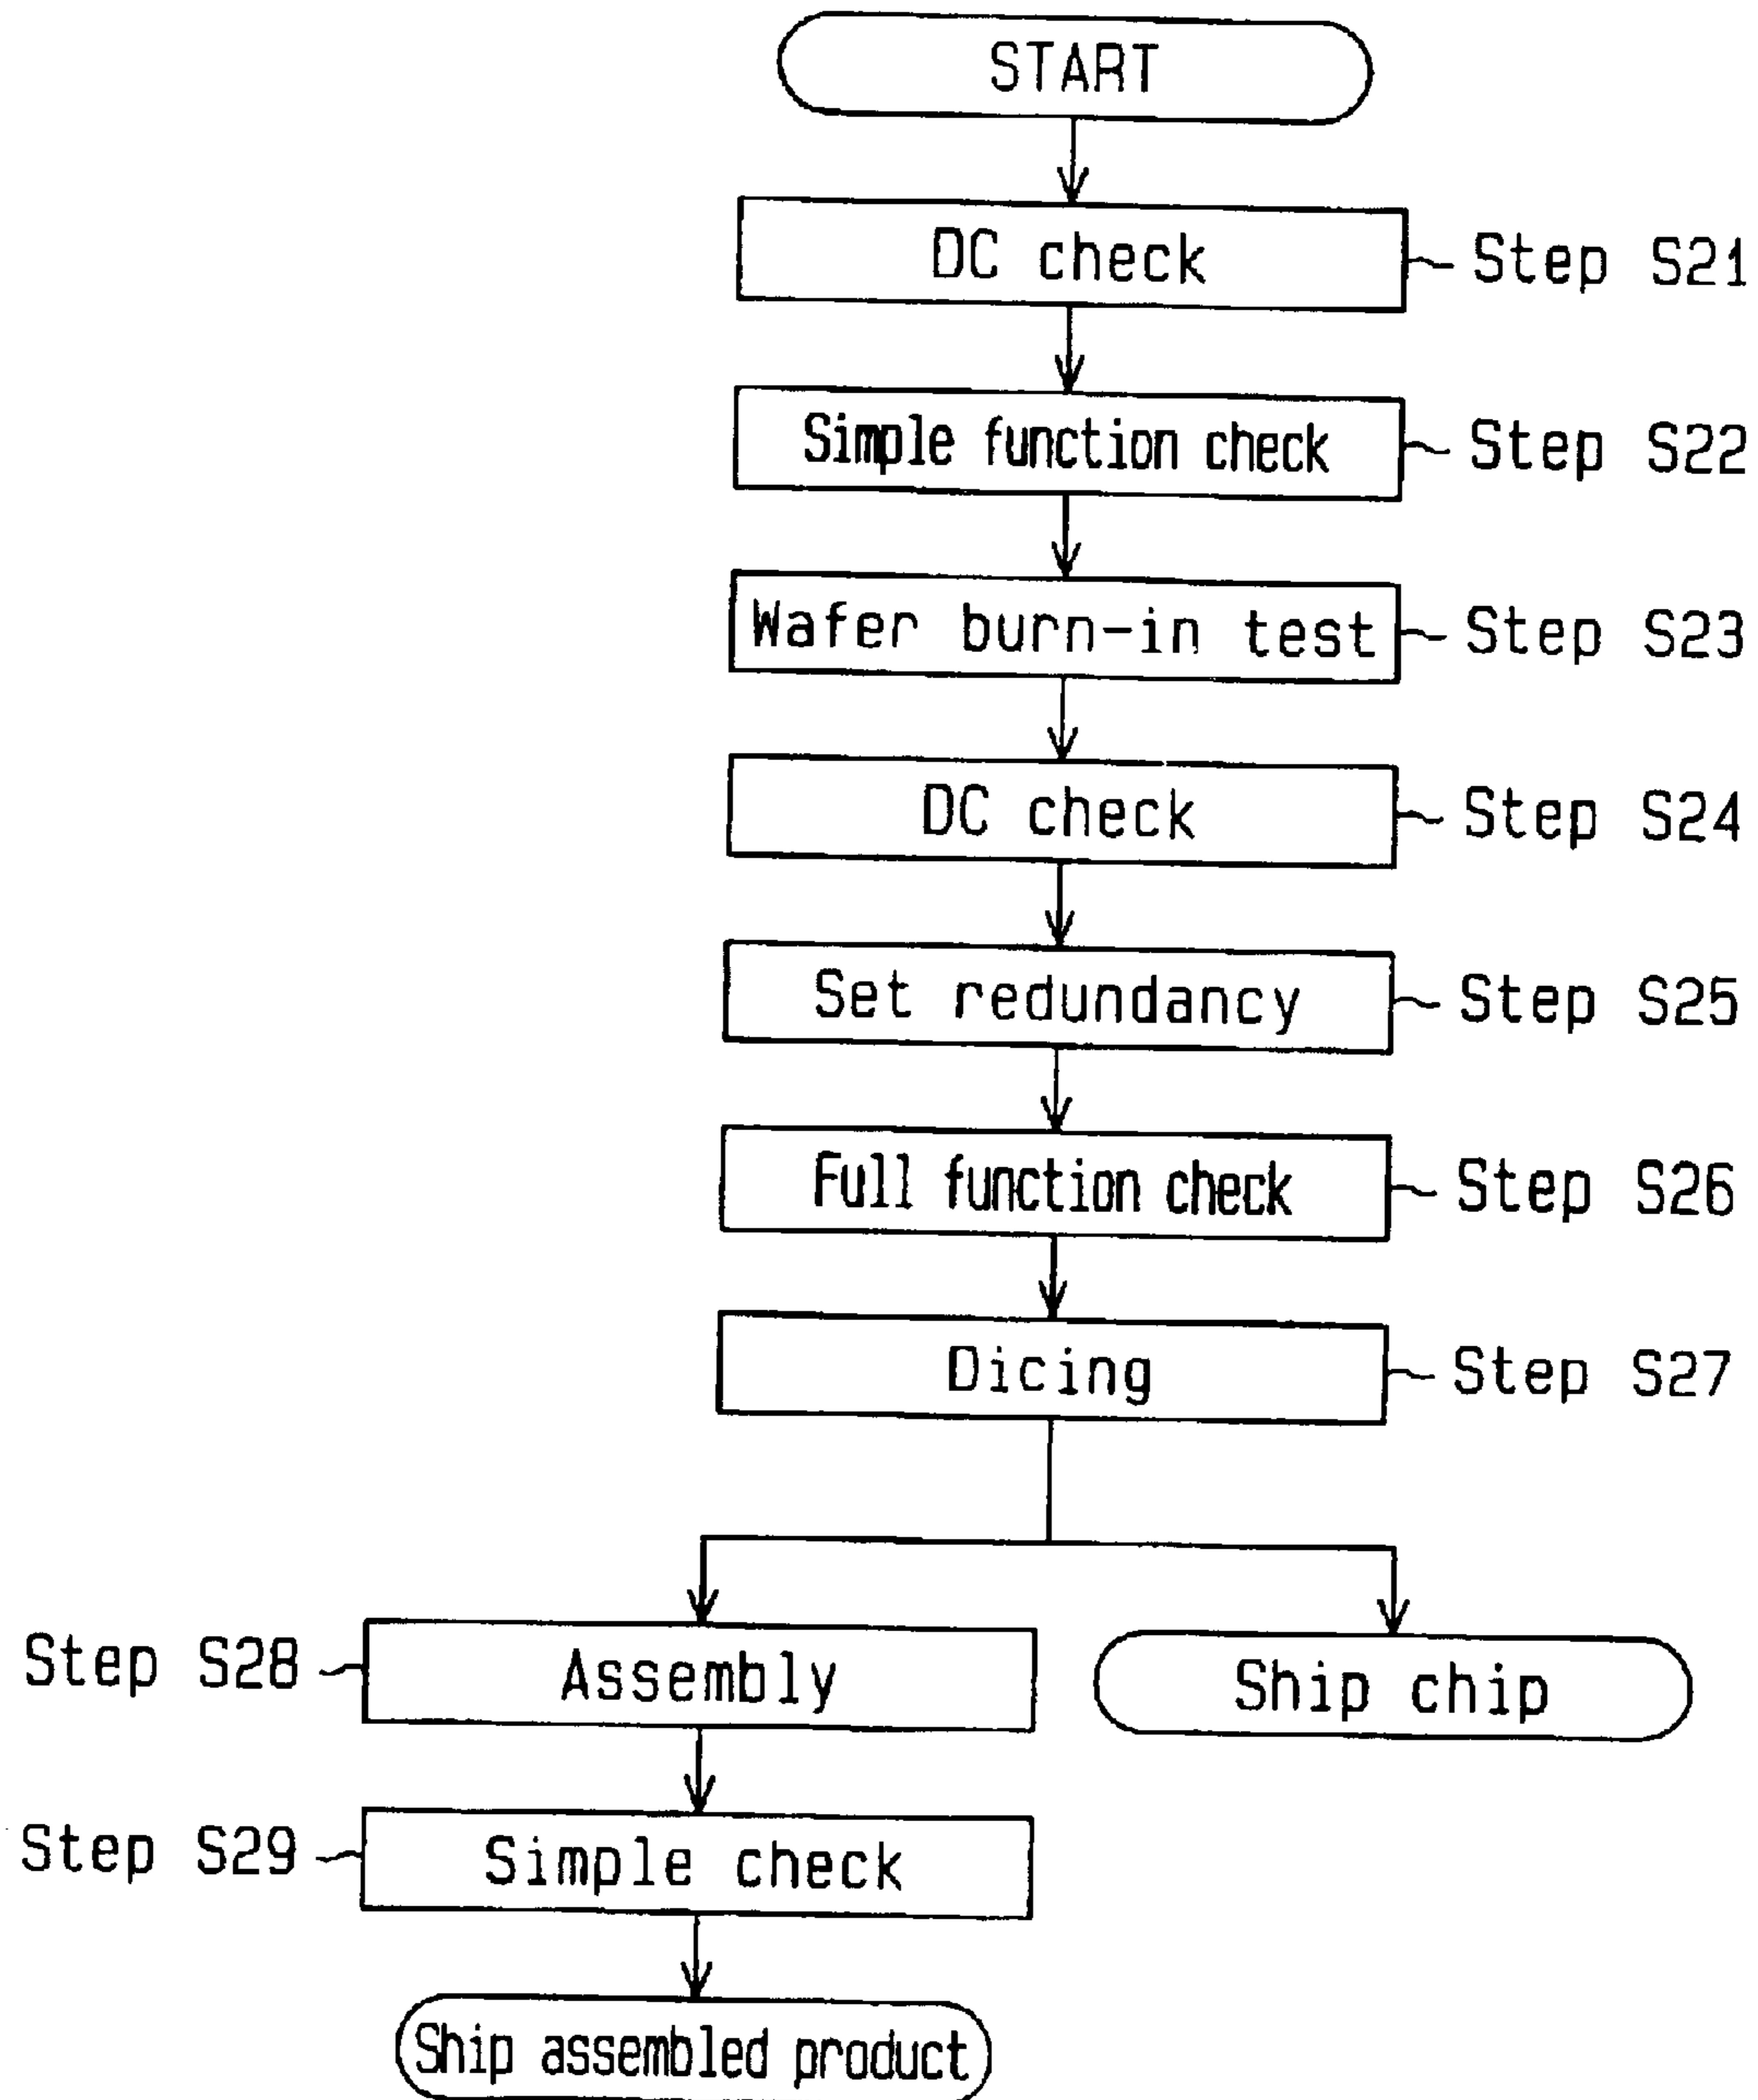 START
DC check
Step S21
Simple function check
Step S22
Wafer burn-in test
Step S23
DC check
Step S24
Set redundancy
Step S25
Full function check
Step S26
Dicing
Step S27
Step S28
Assembly
Ship chip
Step S29
Simple check
Ship assembled product